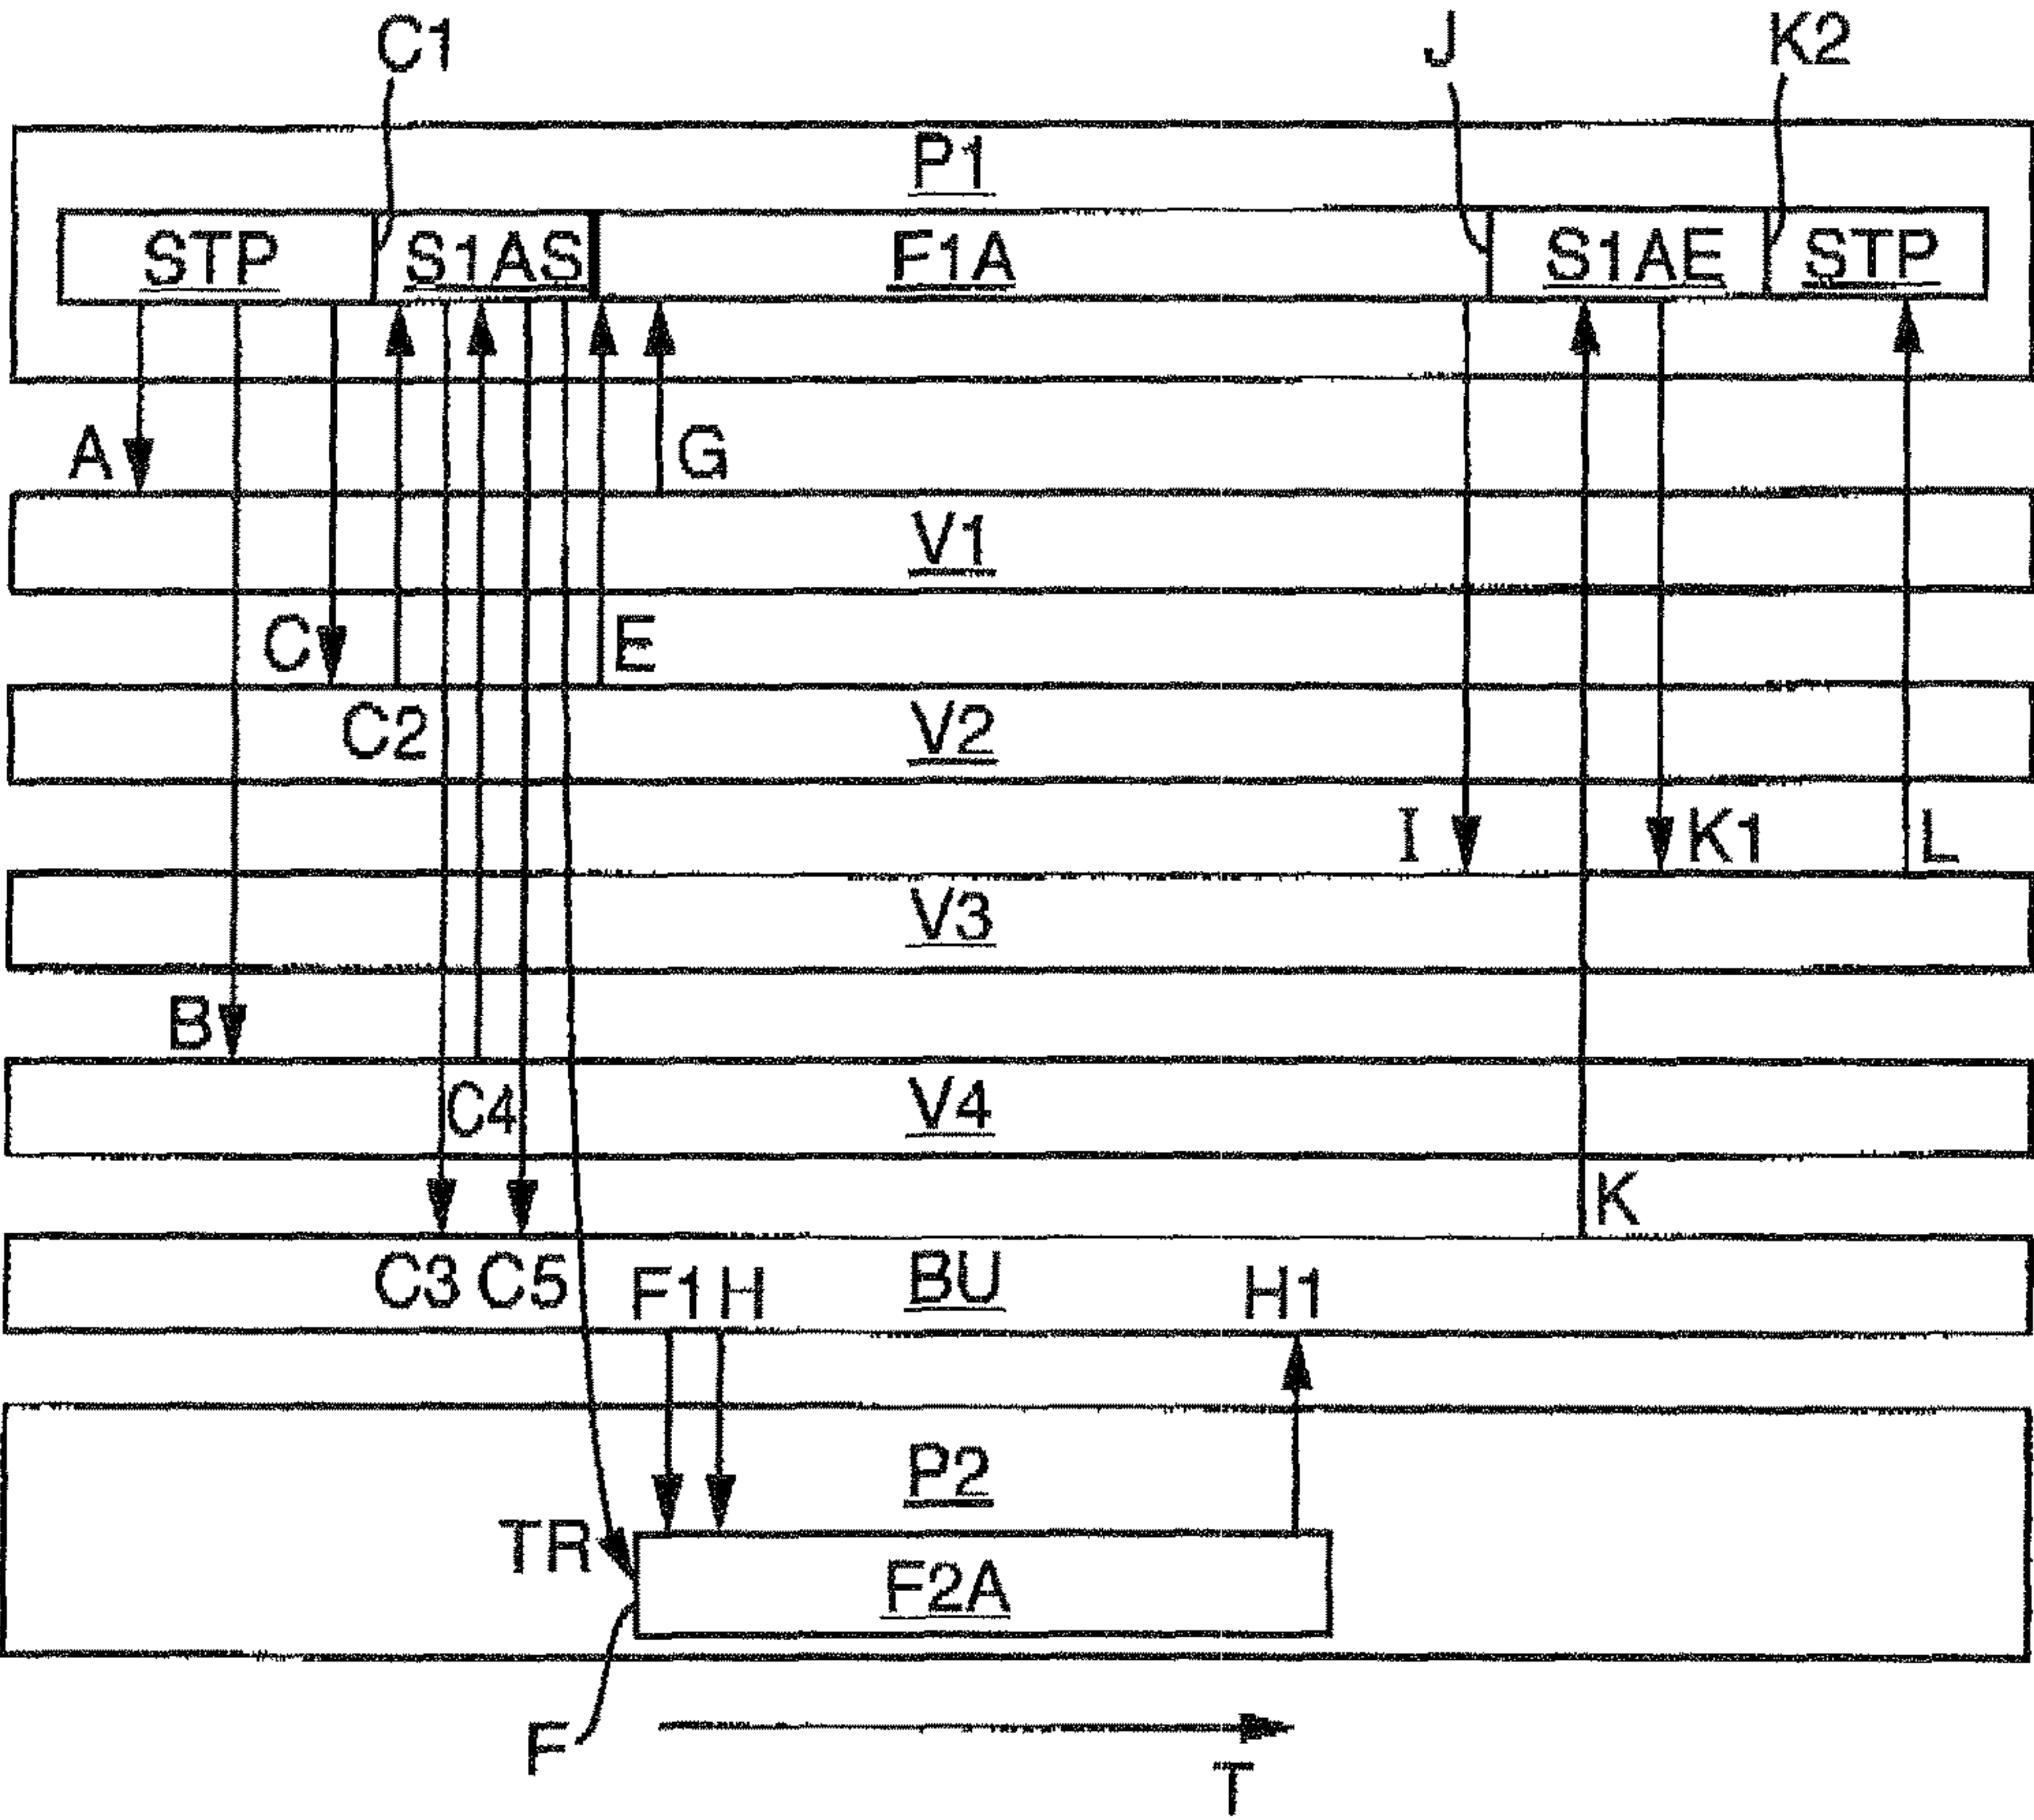 C1 J K2
P1
STP S1AS F1A S1AE STP
A G
V1
C E
C2 V2
I K1 L
V3
B
C4 V4
K
C3 C5 F1 H BU H1
P2
TR
F2A
F
T